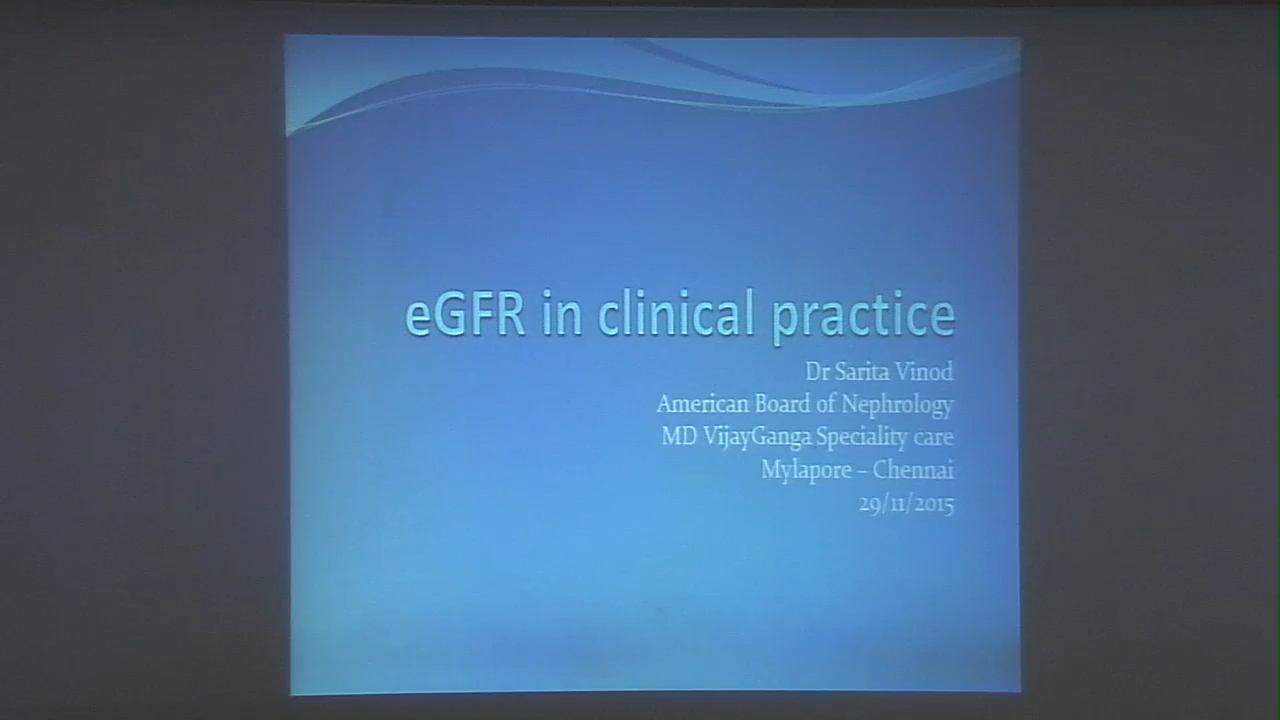 eGFR in clinical practice
Dr Sarita Vinod
American Board of Nephrology
MD VijayGanga Speciality care
Mylapore – Chennai
29/11/2015